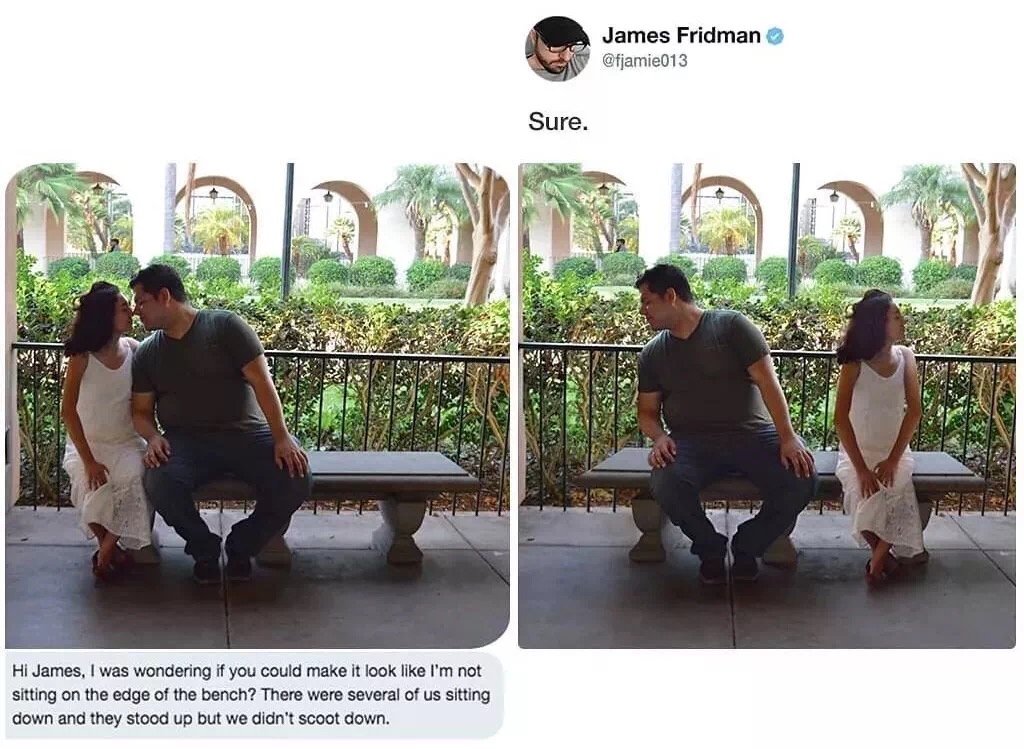 James Fridman
@fjamie013
Sure.
Hi James, I was wondering if you could make it look like I'm not
sitting on the edge of the bench? There were several of us sitting
down and they stood up but we didn't scoot down.